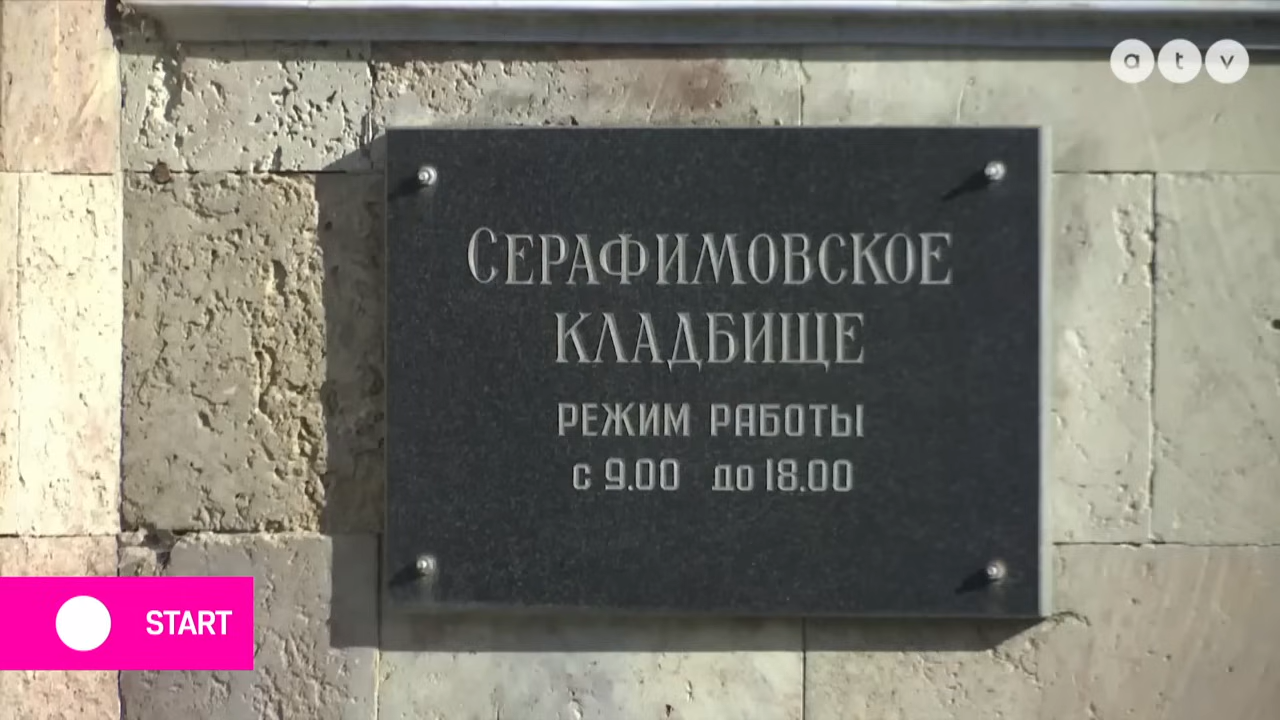 atv
СЕРАФИМОВСКОЕ
КЛАДБИЩЕ
РЕЖИМ РАБОТЫ
с 9.00 до 18.00
START